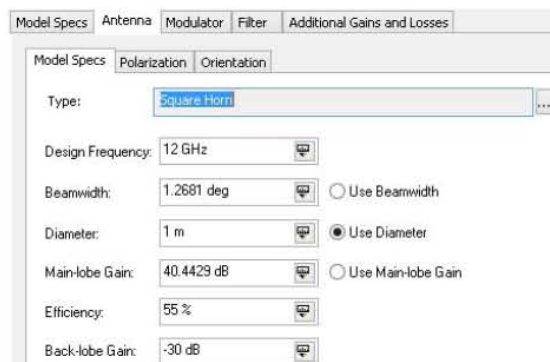 Model Specs Antenna Modulator Filter Additional Gains and Losses
Model Specs Polarization Orientation
Type: Square Horn ...
Design Frequency: 12 GHz
Beamwidth: 1.2681 deg Use Beamwidth
Diameter: 1 m Use Diameter
Main-lobe Gain: 40.4429 dB Use Main-lobe Gain
Efficiency: 55 %
Back-lobe Gain: -30 dB